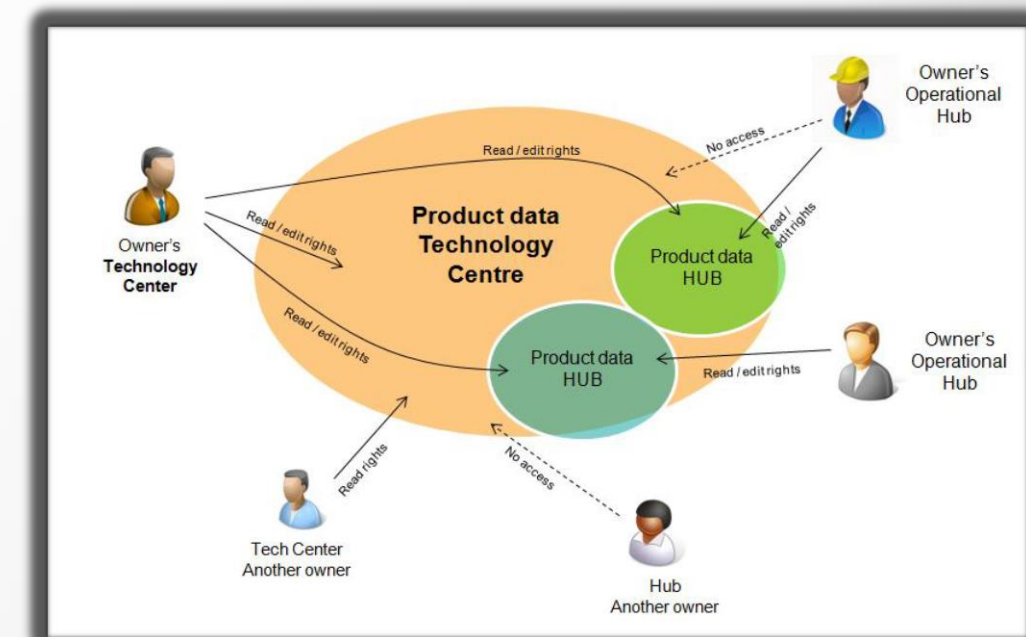 Owner's
Operational
Hub
No access
Read / edit rights
Read /
edit rights
Owner's
Technology
Center
Read / edit rights
Product data
Technology
Centre
Product data
HUB
Read / edit rights
Product data
HUB
Read / edit rights
Owner's
Operational
Hub
Read rights
No access
Tech Center
Another owner
Hub
Another owner